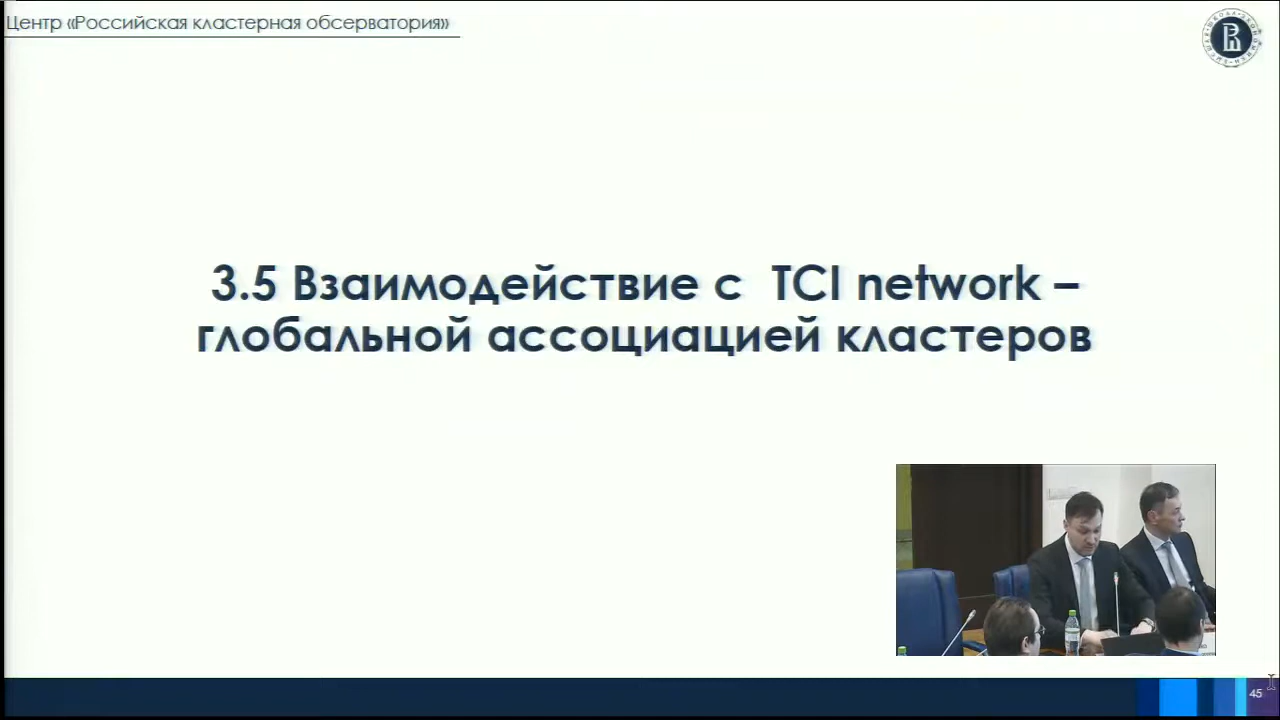 Центр «Российская кластерная обсерватория»
3.5 Взаимодействие с TCI network –
глобальной ассоциацией кластеров
45